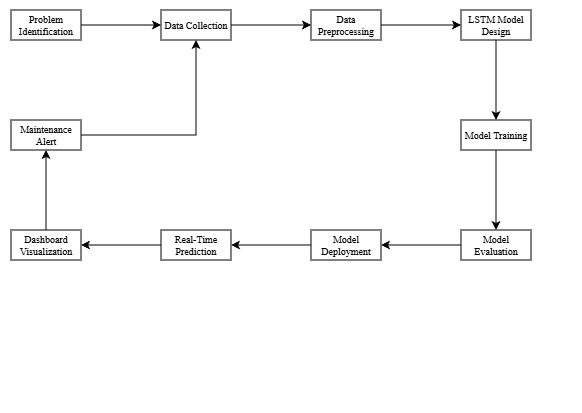 Problem
Identification
Data Collection
Data
Preprocessing
LSTM Model
Design
Maintenance
Alert
Model Training
Dashboard
Visualization
Real-Time
Prediction
Model
Deployment
Model
Evaluation